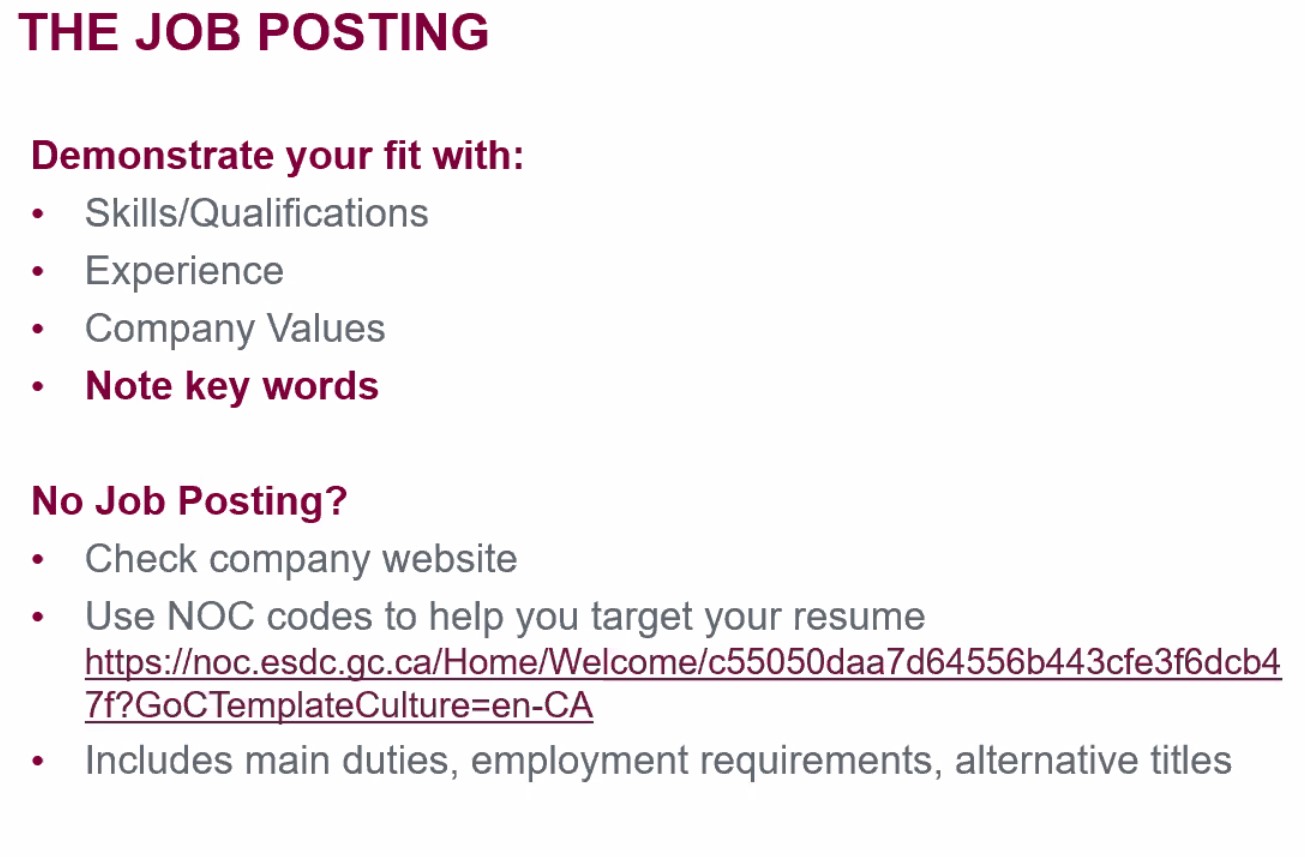 THE JOB POSTING
Demonstrate your fit with:
• Skills/Qualifications
• Experience
• Company Values
• Note key words
No Job Posting?
• Check company website
• Use NOC codes to help you target your resume
https://noc.esdc.gc.ca/Home/Welcome/c55050daa7d64556b443cfe3f6dcb4
7f?GoCTemplateCulture=en-CA
• Includes main duties, employment requirements, alternative titles